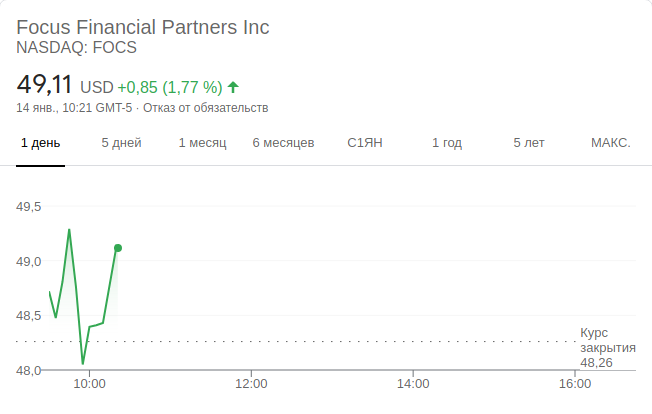 Focus Financial Partners Inc
NASDAQ: FOCS
49,11 USD +0,85 (1,77 %)
14 янв., 10:21 GMT-5 · Отказ от обязательств
1 день 5 дней 1 месяц 6 месяцев С1ЯН 1 год 5 лет МАКС.
49,5
49,0
48,5
Курс
закрытия
48,26
48,0
10:00 12:00 14:00 16:00